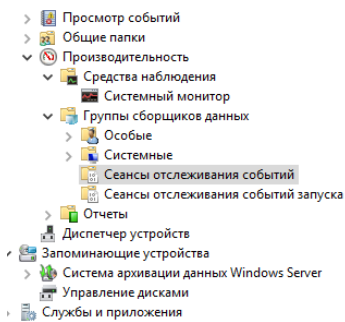 Просмотр событий
Общие папки
Производительность
Средства наблюдения
Системный монитор
Группы сборщиков данных
Особые
Системные
Сеансы отслеживания событий
Сеансы отслеживания событий запуска
Отчеты
Диспетчер устройств
Запоминающие устройства
Система архивации данных Windows Server
Управление дисками
Службы и приложения